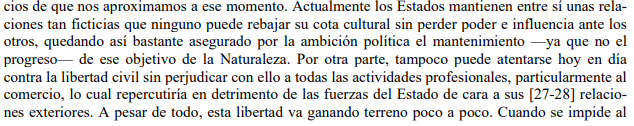 cios de que nos aproximamos a ese momento. Actualmente los Estados mantienen entre sí unas rela-
ciones tan ficticias que ninguno puede rebajar su cota cultural sin perder poder e influencia ante los
otros, quedando así bastante asegurado por la ambición política el mantenimiento —ya que no el
progreso— de ese objetivo de la Naturaleza. Por otra parte, tampoco puede atentarse hoy en día
contra la libertad civil sin perjudicar con ello a todas las actividades profesionales, particularmente al
comercio, lo cual repercutiría en detrimento de las fuerzas del Estado de cara a sus [27-28] relacio-
nes exteriores. A pesar de todo, esta libertad va ganando terreno poco a poco. Cuando se impide al